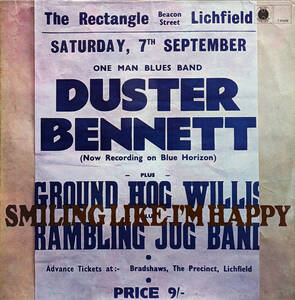 The Rectangle Beacon Street Lichfield
SATURDAY, 7TH SEPTEMBER
ONE MAN BLUES BAND
DUSTER
BENNETT
(Now Recording on Blue Horizon)
– PLUS –
GROUND HOG WILLIS
SMILING LIKE I'M HAPPY
RAMBLING JUG BAND
Advance Tickets at :- Bradshaws, The Precinct, Lichfield
PRICE 9/-